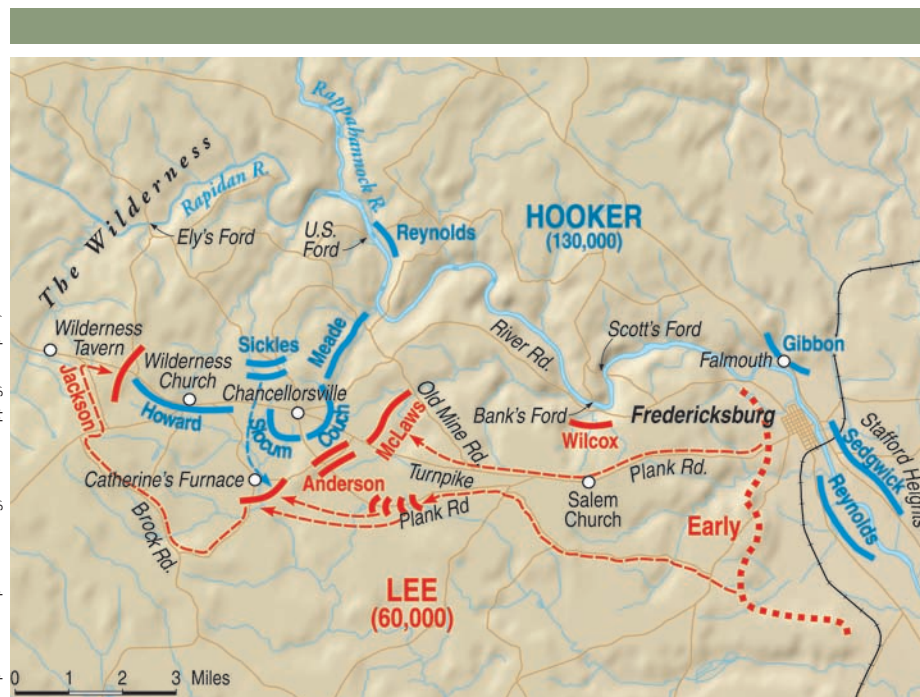 Rappahannock R.
The Wilderness
Rapidan R.
Ely's Ford
U.S.
Ford
Reynolds
HOOKER
(130,000)
Wilderness
Tavern
Wilderness
Church
Sickles
Meade
River Rd.
Scott's Ford
Falmouth
Gibbon
Jackson
Howard
Chancellorsville
Slocum
Couch
McLaws
Old Mine Rd.
Bank's Ford
Wilcox
Fredericksburg
Stafford Heights
Sedgwick
Reynolds
Catherine's Furnace
Anderson
Turnpike
Plank Rd.
Plank Rd
Salem
Church
Brock Rd.
Early
LEE
(60,000)
0 1 2 3 Miles